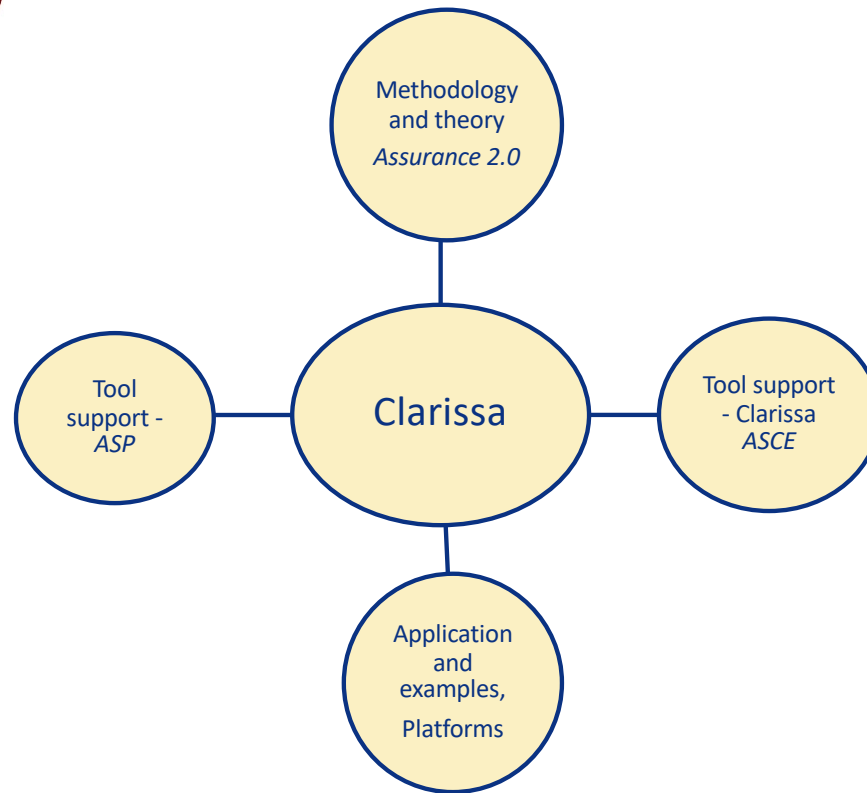 Methodology
and theory
Assurance 2.0
Tool
support -
ASP
Clarissa
Tool support
- Clarissa
ASCE
Application
and
examples,
Platforms